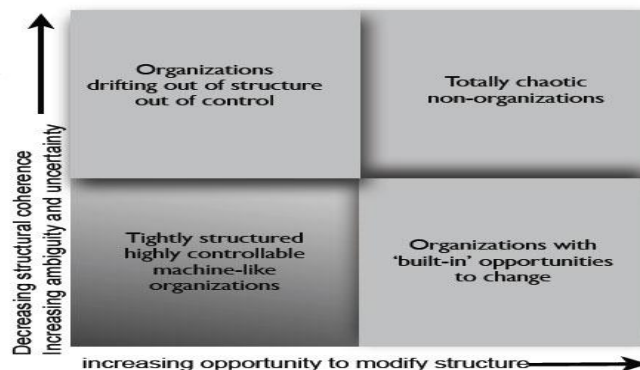 Decreasing structural coherence
Increasing ambiguity and uncertainty
Organizations
drifting out of structure
out of control
Totally chaotic
non-organizations
Tightly structured
highly controllable
machine-like
organizations
Organizations with
'built-in' opportunities
to change
increasing opportunity to modify structure